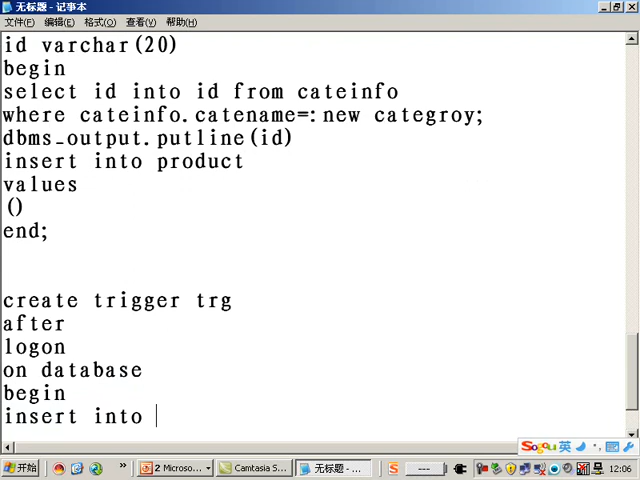 无标题 - 记事本
文件(F) 编辑(E) 格式(O) 查看(V) 帮助(H)
id varchar(20)
begin
select id into id from cateinfo
where cateinfo.catename=:new categroy;
dbms_output.putline(id)
insert into product
values
()
end;
create trigger trg
after
logon
on database
begin
insert into
Sogou 英
开始 » 2 Microso... Camtasia S... 无标题 - ... S --- 12:06